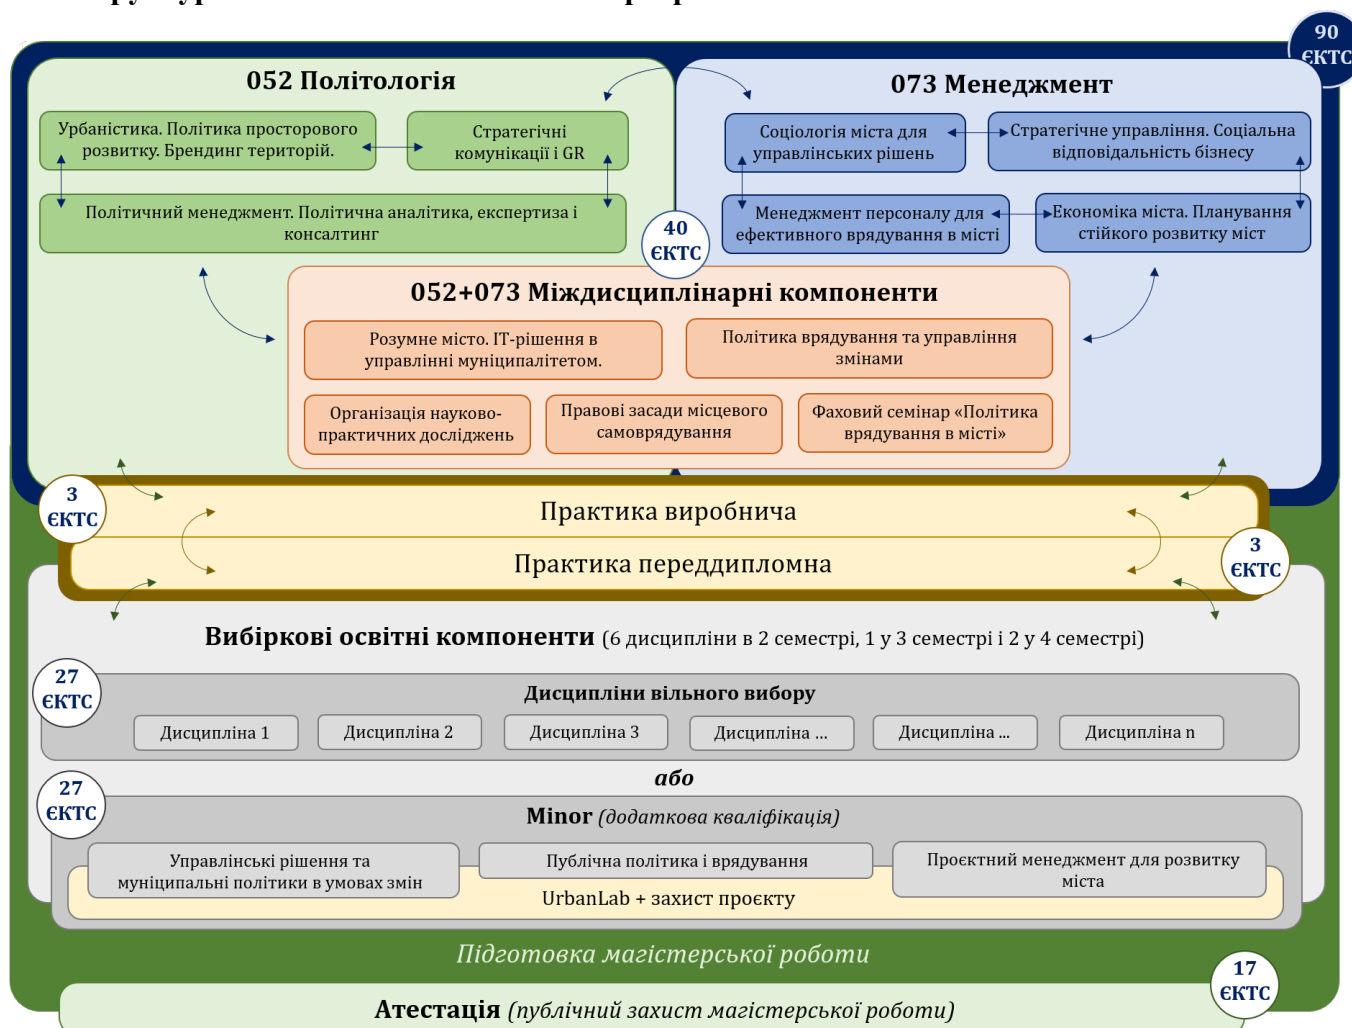 90
ЄКТС
052 Політологія
073 Менеджмент
Урбаністика. Політика просторового
розвитку. Брендинг територій.
Стратегічні
комунікації і GR
Соціологія міста для
управлінських рішень
Стратегічне управління. Соціальна
відповідальність бізнесу
Політичний менеджмент. Політична аналітика, експертиза і
консалтинг
Менеджмент персоналу для
ефективного врядування в місті
Економіка міста. Планування
стійкого розвитку міст
40
ЄКТС
052+073 Міждисциплінарні компоненти
Розумне місто. ІТ-рішення в
управлінні муніципалітетом.
Політика врядування та управління
змінами
Організація науково-
практичних досліджень
Правові засади місцевого
самоврядування
Фаховий семінар «Політика
врядування в місті»
3
ЄКТС
Практика виробнича
Практика переддипломна
3
ЄКТС
Вибіркові освітні компоненти (6 дисципліни в 2 семестрі, 1 у 3 семестрі і 2 у 4 семестрі)
27
ЄКТС
Дисципліни вільного вибору
Дисципліна 1
Дисципліна 2
Дисципліна 3
Дисципліна ...
Дисципліна ...
Дисципліна n
або
27
ЄКТС
Minor (додаткова кваліфікація)
Управлінські рішення та
муніципальні політики в умовах змін
Публічна політика і врядування
Проєктний менеджмент для розвитку
міста
UrbanLab + захист проєкту
Підготовка магістерської роботи
17
ЄКТС
Атестація (публічний захист магістерської роботи)